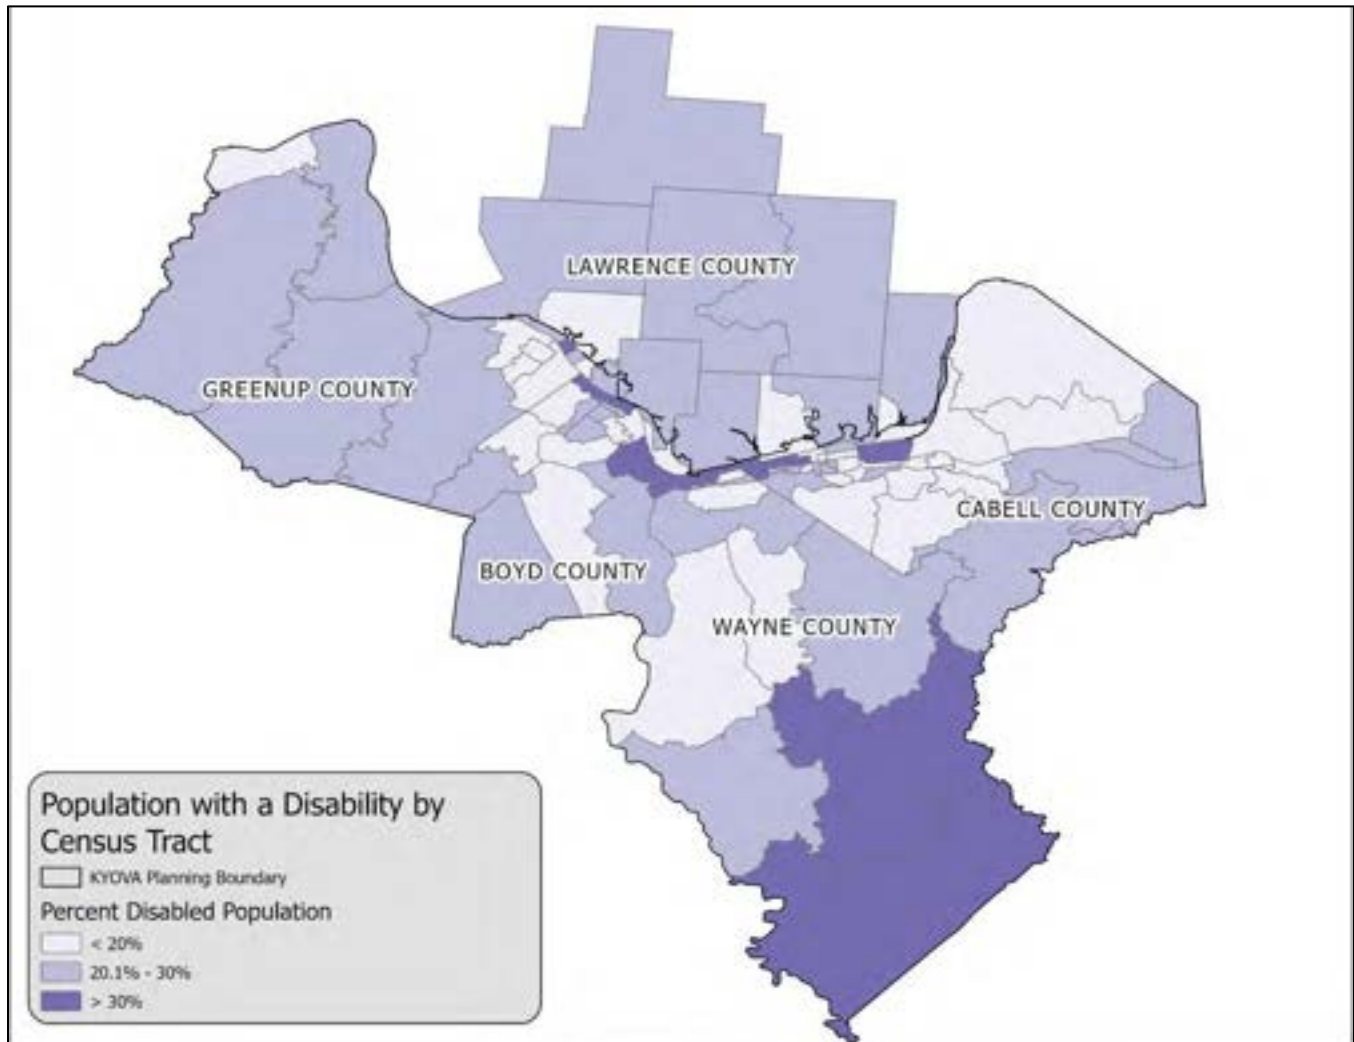 LAWRENCE COUNTY
GREENUP COUNTY
CABELL COUNTY
BOYD COUNTY
WAYNE COUNTY
Population with a Disability by
Census Tract
KYOVA Planning Boundary
Percent Disabled Population
< 20%
20.1% - 30%
> 30%